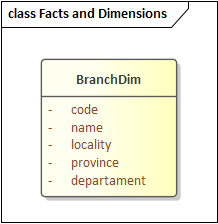 class Facts and Dimensions
BranchDim
- code
- name
- locality
- province
- departament